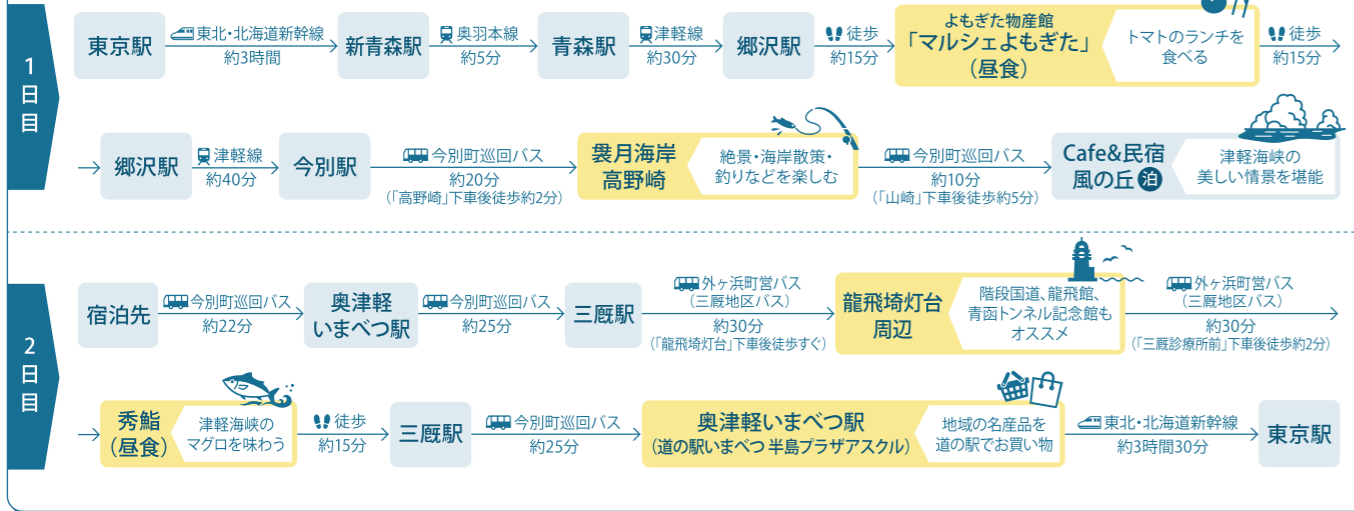 1日目
東京駅
東北・北海道新幹線
約3時間
新青森駅
奥羽本線
約5分
青森駅
津軽線
約30分
郷沢駅
徒歩
約15分
よもぎた物産館
「マルシェよもぎた」
(昼食)
トマトのランチを
食べる
徒歩
約15分
郷沢駅
津軽線
約40分
今別駅
今別町巡回バス
約20分
(「高野崎」下車後徒歩約2分)
袰月海岸
高野崎
絶景・海岸散策・
釣りなどを楽しむ
今別町巡回バス
約10分
(「山崎」下車後徒歩約5分)
Cafe&民宿
風の丘 泊
津軽海峡の
美しい情景を堪能
2日目
宿泊先
今別町巡回バス
約22分
奥津軽
いまべつ駅
今別町巡回バス
約25分
三厩駅
外ヶ浜町営バス
(三厩地区バス)
約30分
(「龍飛埼灯台」下車後徒歩すぐ)
龍飛埼灯台
周辺
階段国道、龍飛館、
青函トンネル記念館も
オススメ
外ヶ浜町営バス
(三厩地区バス)
約30分
(「三厩診療所前」下車後徒歩約2分)
秀鮨
(昼食)
津軽海峡の
マグロを味わう
徒歩
約15分
三厩駅
今別町巡回バス
約25分
奥津軽いまべつ駅
(道の駅いまべつ 半島プラザアスクル)
地域の名産品を
道の駅でお買い物
東北・北海道新幹線
約3時間30分
東京駅